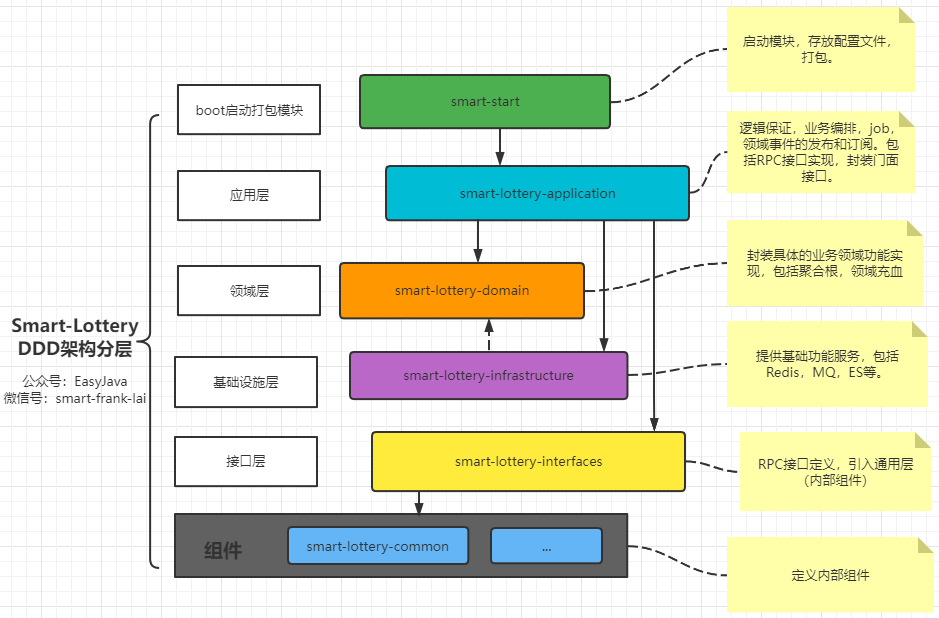 启动模块，存放配置文件，
打包。
smart-start
boot启动打包模块
逻辑保证，业务编排，job，
领域事件的发布和订阅。包
括RPC接口实现，封装门面
接口。
应用层
smart-lottery-application
封装具体的业务领域功能实
现，包括聚合根，领域充血
领域层
smart-lottery-domain
Smart-Lottery
DDD架构分层
公众号：EasyJava
微信号：smart-frank-lai
基础设施层
smart-lottery-infrastructure
提供基础功能服务，包括
Redis，MQ，ES等。
接口层
smart-lottery-interfaces
RPC接口定义，引入通用层
（内部组件）
组件
smart-lottery-common
...
定义内部组件